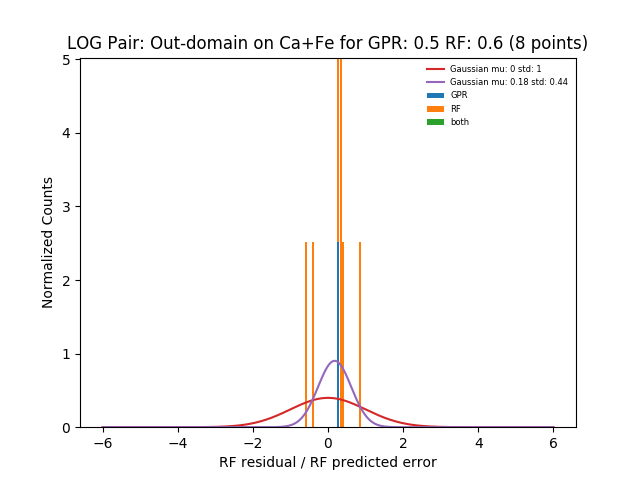 LOG Pair: Out-domain on Ca+Fe for GPR: 0.5 RF: 0.6 (8 points)
Gaussian mu: 0 std: 1
Gaussian mu: 0.18 std: 0.44
GPR
RF
both
Normalized Counts
5
4
3
2
1
0
−6 −4 −2 0 2 4 6
RF residual / RF predicted error